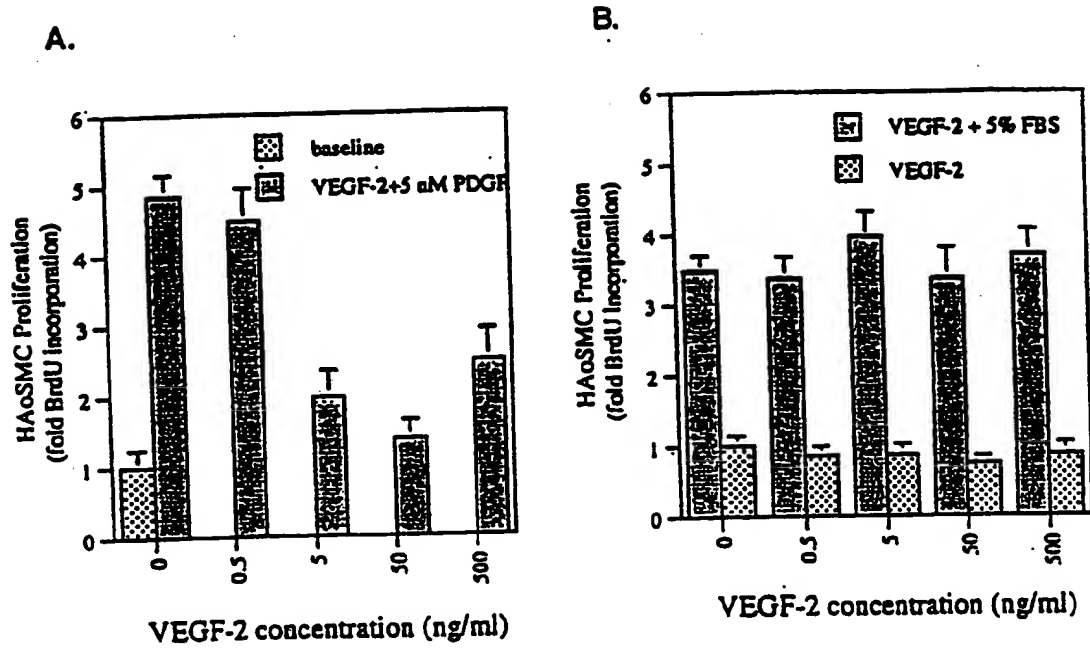 A.
6
5
4
3
2
1
0
HAoSMC Proliferation
(fold BrdU Incorporation)
baseline
VEGF-2+5 nM PDGF
0
0.5
5
50
500
VEGF-2 concentration (ng/ml)
B.
6
5
4
3
2
1
0
HAoSMC Proliferation
(fold BrdU Incorporation)
VEGF-2 + 5% FBS
VEGF-2
0
0.5
5
50
500
VEGF-2 concentration (ng/ml)